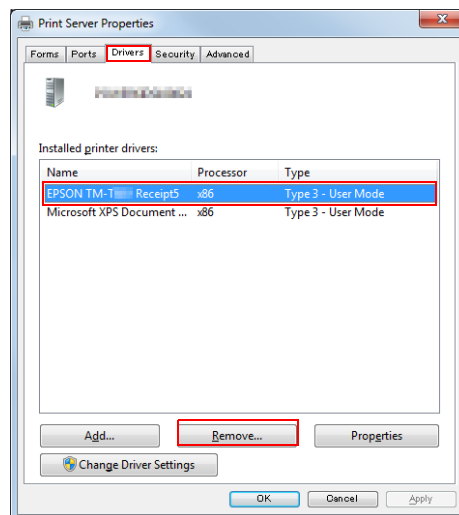 Print Server Properties
Forms Ports Drivers Security Advanced
Installed printer drivers:
Name Processor Type
EPSON TM-T Receipt5 x86 Type 3 - User Mode
Microsoft XPS Document ... x86 Type 3 - User Mode
Add... Remove... Properties
Change Driver Settings
OK Cancel Apply